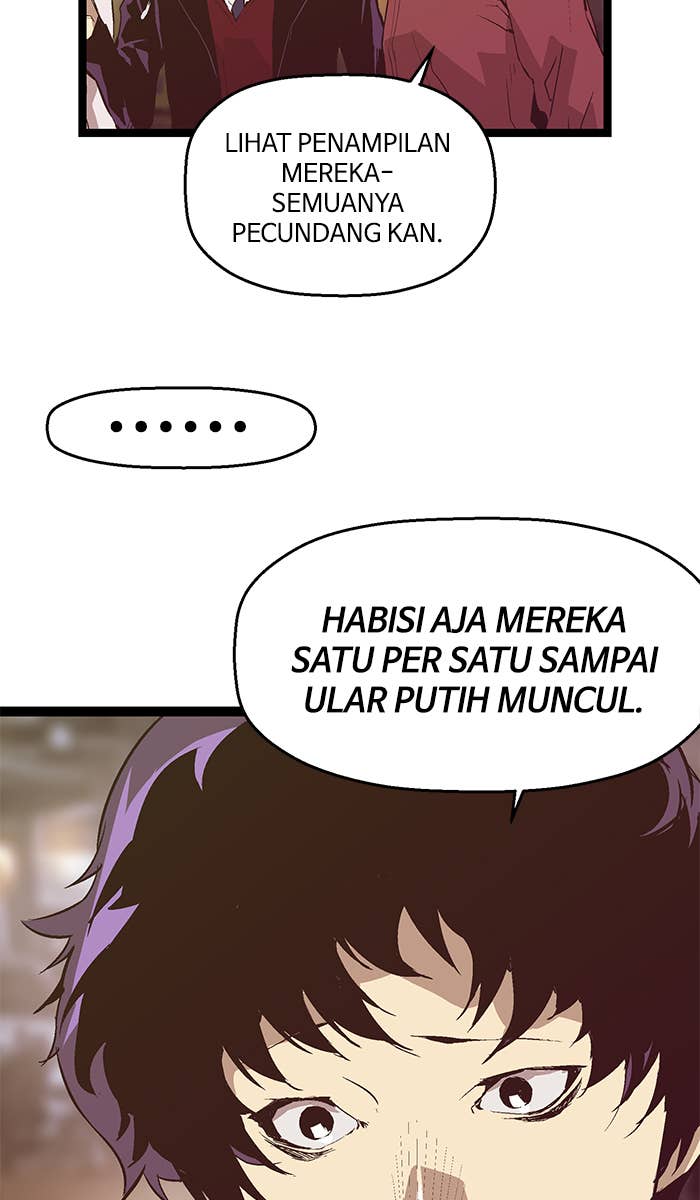 LIHAT PENAMPILAN
MEREKA-
SEMUANYA
PECUNDANG KAN.
......
HABISI AJA MEREKA
SATU PER SATU SAMPAI
ULAR PUTIH MUNCUL.